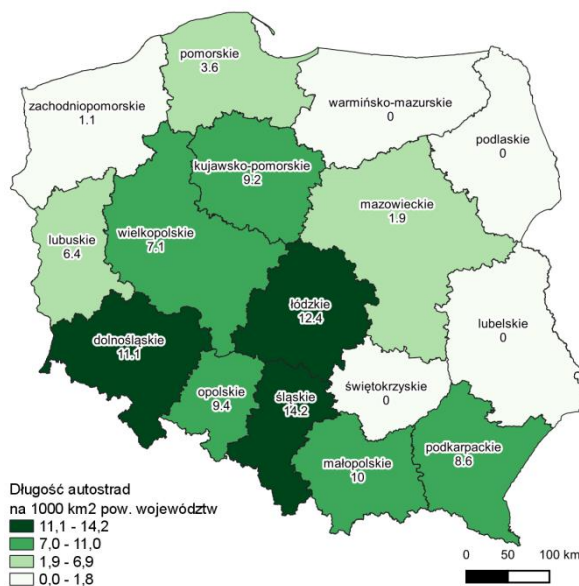 pomorskie
3.6
zachodniopomorskie
1.1
warmińsko-mazurskie
0
podlaskie
0
kujawsko-pomorskie
9.2
mazowieckie
1.9
lubuskie
6.4
wielkopolskie
7.1
łódzkie
12.4
lubelskie
0
dolnośląskie
11.1
opolskie
9.4
śląskie
14.2
świętokrzyskie
0
podkarpackie
8.6
małopolskie
10
Długość autostrad
na 1000 km2 pow. województw
11,1 - 14,2
7,0 - 11,0
1,9 - 6,9
0,0 - 1,8
0 50 100 km